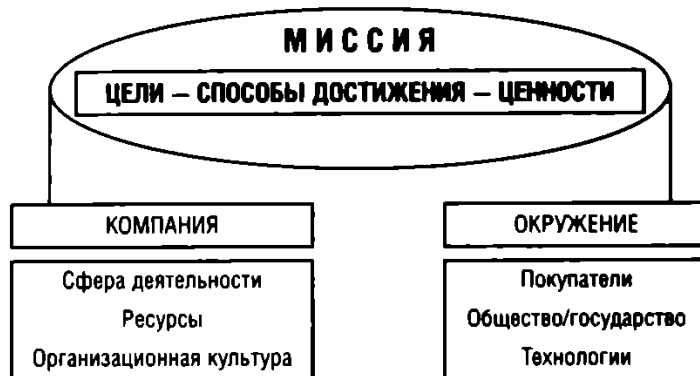 МИССИЯ
ЦЕЛИ – СПОСОБЫ ДОСТИЖЕНИЯ – ЦЕННОСТИ
КОМПАНИЯ
Сфера деятельности
Ресурсы
Организационная культура
ОКРУЖЕНИЕ
Покупатели
Общество/государство
Технологии